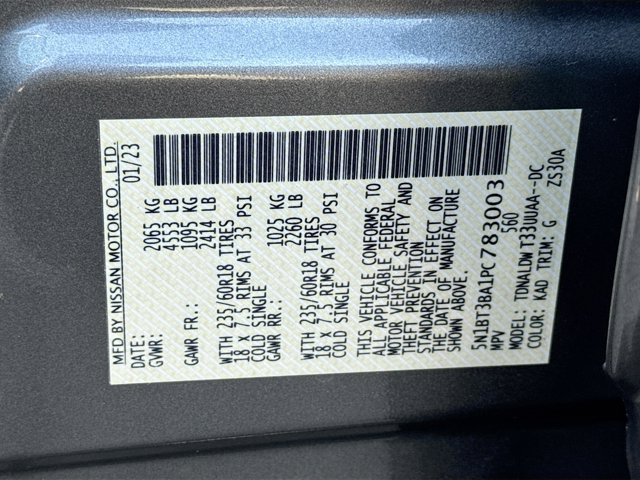 MFD BY NISSAN MOTOR CO., LTD.
DATE: 01/23
GVWR: 2065 KG
4553 LB
GAWR FR.: 1095 KG
2414 LB
WITH 235/60R18 TIRES
18 x 7.5 RIMS AT 33 PSI
COLD SINGLE
GAWR RR.: 1025 KG
2260 LB
WITH 235/60R18 TIRES
18 x 7.5 RIMS AT 30 PSI
COLD SINGLE
THIS VEHICLE CONFORMS TO
ALL APPLICABLE FEDERAL
MOTOR VEHICLE SAFETY AND
THEFT PREVENTION
STANDARDS IN EFFECT ON
THE DATE OF MANUFACTURE
SHOWN ABOVE.
5N1BT3BA1PC783003
MPV S60
MODEL: TDNALDW T33UUAA--DC
COLOR: KAD TRIM: G ZS30A